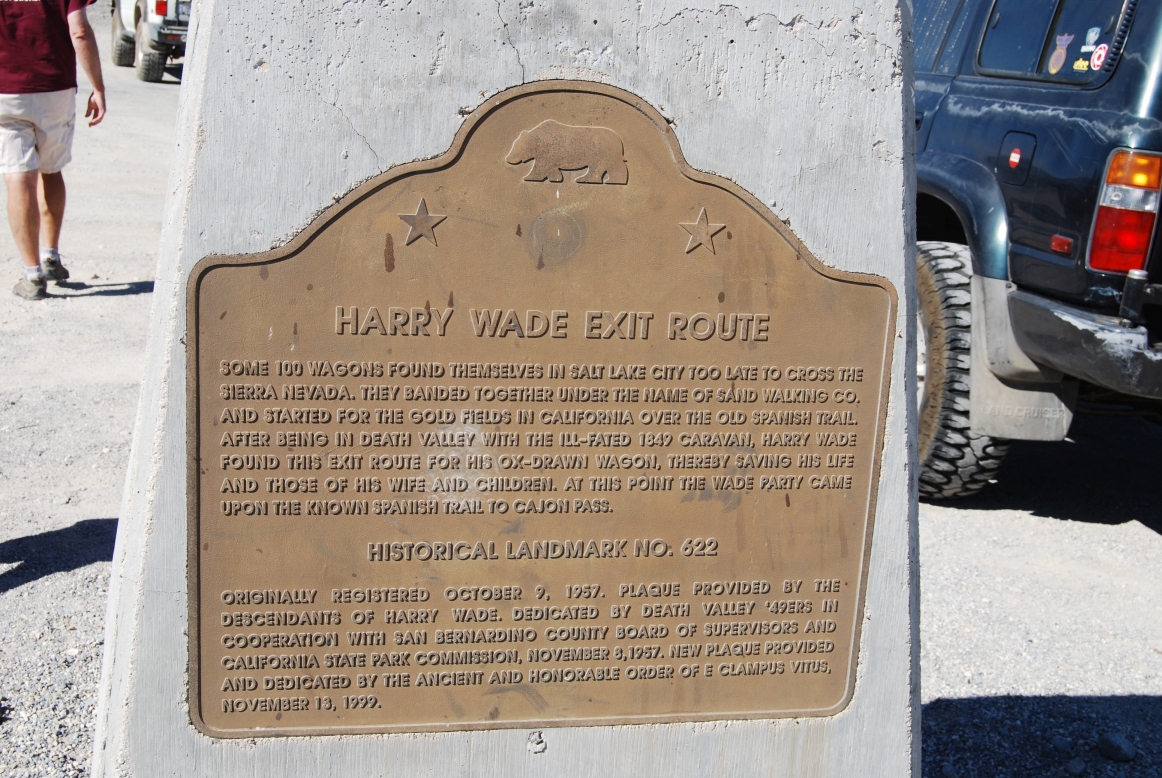 HARRY WADE EXIT ROUTE
SOME 100 WAGONS FOUND THEMSELVES IN SALT LAKE CITY TOO LATE TO CROSS THE
SIERRA NEVADA. THEY BANDED TOGETHER UNDER THE NAME OF SAND WALKING CO.
AND STARTED FOR THE GOLD FIELDS IN CALIFORNIA OVER THE OLD SPANISH TRAIL.
AFTER BEING IN DEATH VALLEY WITH THE ILL-FATED 1849 CARAVAN, HARRY WADE
FOUND THIS EXIT ROUTE FOR HIS OX-DRAWN WAGON, THEREBY SAVING HIS LIFE
AND THOSE OF HIS WIFE AND CHILDREN. AT THIS POINT THE WADE PARTY CAME
UPON THE KNOWN SPANISH TRAIL TO CAJON PASS.
HISTORICAL LANDMARK NO. 622
ORIGINALLY REGISTERED OCTOBER 9, 1957. PLAQUE PROVIDED BY THE
DESCENDANTS OF HARRY WADE. DEDICATED BY DEATH VALLEY '49ERS IN
COOPERATION WITH SAN BERNARDINO COUNTY BOARD OF SUPERVISORS AND
CALIFORNIA STATE PARK COMMISSION, NOVEMBER 8,1957. NEW PLAQUE PROVIDED
AND DEDICATED BY THE ANCIENT AND HONORABLE ORDER OF E CLAMPUS VITUS,
NOVEMBER 13, 1999.
AND CRUISER